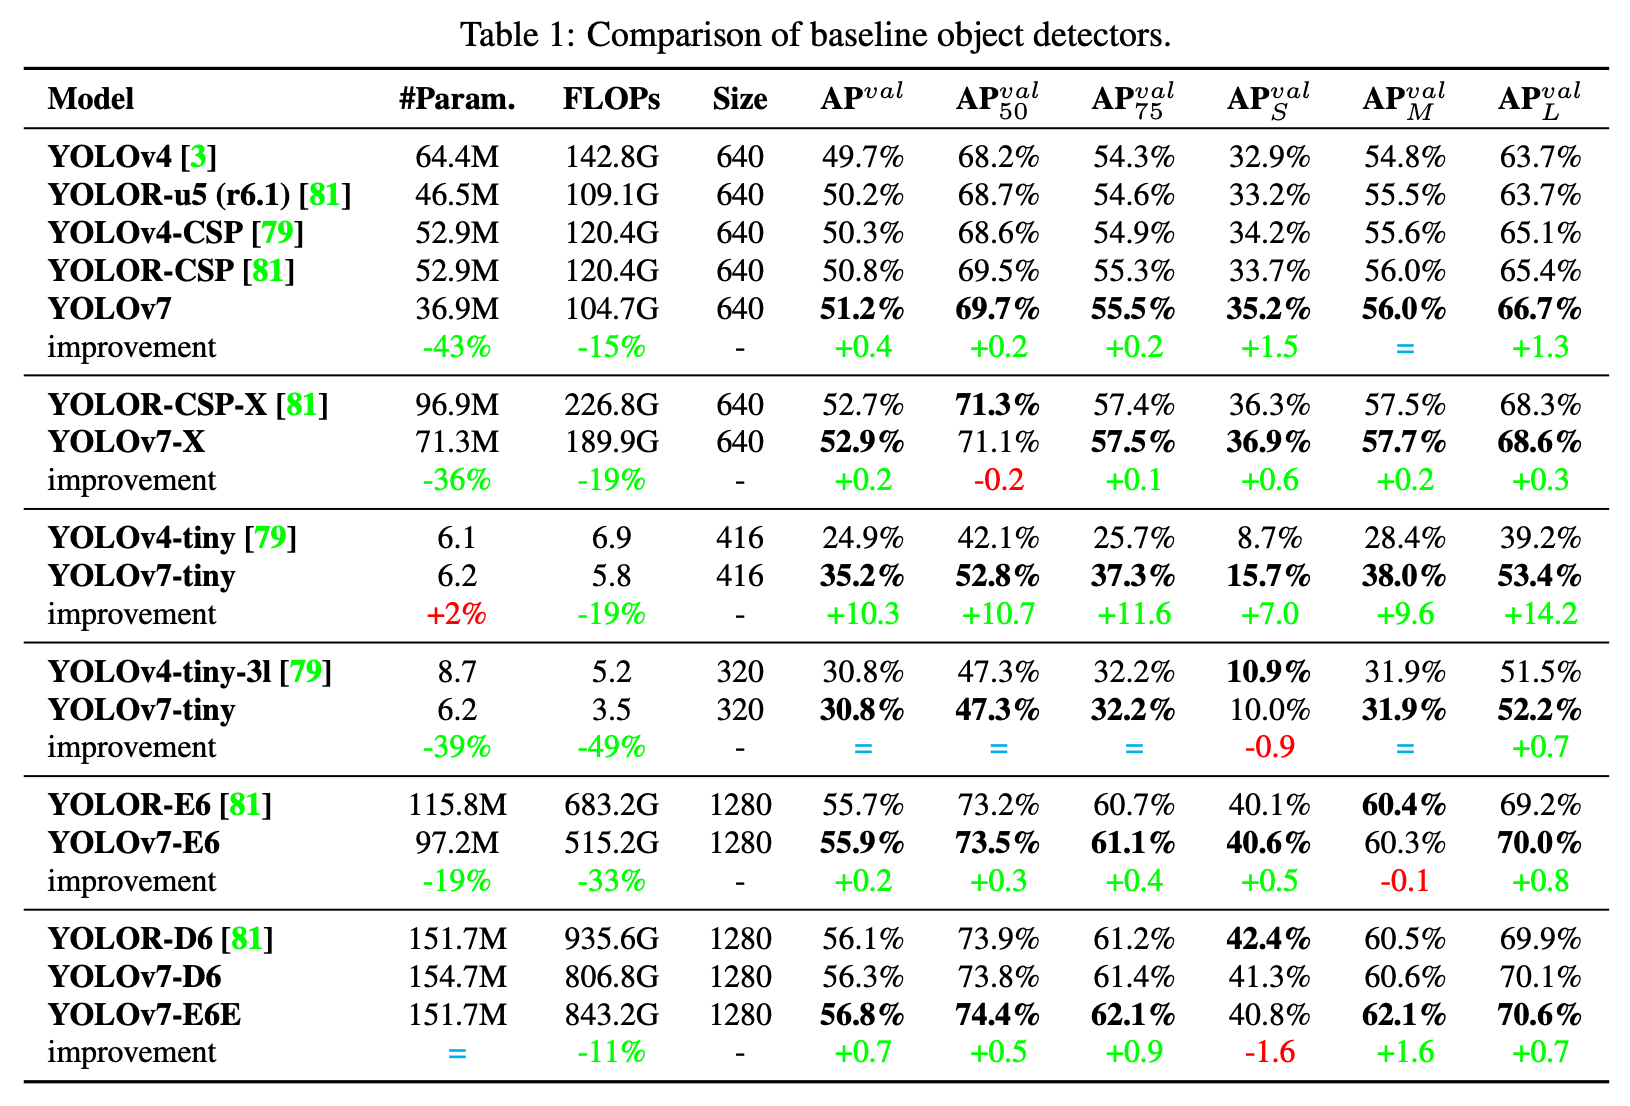 Table 1: Comparison of baseline object detectors.
Model #Param. FLOPs Size AP^{val} AP^{val}_{50} AP^{val}_{75} AP^{val}_{S} AP^{val}_{M} AP^{val}_{L}
YOLOv4 [3] 64.4M 142.8G 640 49.7% 68.2% 54.3% 32.9% 54.8% 63.7%
YOLOR-u5 (r6.1) [81] 46.5M 109.1G 640 50.2% 68.7% 54.6% 33.2% 55.5% 63.7%
YOLOv4-CSP [79] 52.9M 120.4G 640 50.3% 68.6% 54.9% 34.2% 55.6% 65.1%
YOLOR-CSP [81] 52.9M 120.4G 640 50.8% 69.5% 55.3% 33.7% 56.0% 65.4%
YOLOv7 36.9M 104.7G 640 51.2% 69.7% 55.5% 35.2% 56.0% 66.7%
improvement -43% -15% - +0.4 +0.2 +0.2 +1.5 = +1.3
YOLOR-CSP-X [81] 96.9M 226.8G 640 52.7% 71.3% 57.4% 36.3% 57.5% 68.3%
YOLOv7-X 71.3M 189.9G 640 52.9% 71.1% 57.5% 36.9% 57.7% 68.6%
improvement -36% -19% - +0.2 -0.2 +0.1 +0.6 +0.2 +0.3
YOLOv4-tiny [79] 6.1 6.9 416 24.9% 42.1% 25.7% 8.7% 28.4% 39.2%
YOLOv7-tiny 6.2 5.8 416 35.2% 52.8% 37.3% 15.7% 38.0% 53.4%
improvement +2% -19% - +10.3 +10.7 +11.6 +7.0 +9.6 +14.2
YOLOv4-tiny-3l [79] 8.7 5.2 320 30.8% 47.3% 32.2% 10.9% 31.9% 51.5%
YOLOv7-tiny 6.2 3.5 320 30.8% 47.3% 32.2% 10.0% 31.9% 52.2%
improvement -39% -49% - = = = -0.9 = +0.7
YOLOR-E6 [81] 115.8M 683.2G 1280 55.7% 73.2% 60.7% 40.1% 60.4% 69.2%
YOLOv7-E6 97.2M 515.2G 1280 55.9% 73.5% 61.1% 40.6% 60.3% 70.0%
improvement -19% -33% - +0.2 +0.3 +0.4 +0.5 -0.1 +0.8
YOLOR-D6 [81] 151.7M 935.6G 1280 56.1% 73.9% 61.2% 42.4% 60.5% 69.9%
YOLOv7-D6 154.7M 806.8G 1280 56.3% 73.8% 61.4% 41.3% 60.6% 70.1%
YOLOv7-E6E 151.7M 843.2G 1280 56.8% 74.4% 62.1% 40.8% 62.1% 70.6%
improvement = -11% - +0.7 +0.5 +0.9 -1.6 +1.6 +0.7